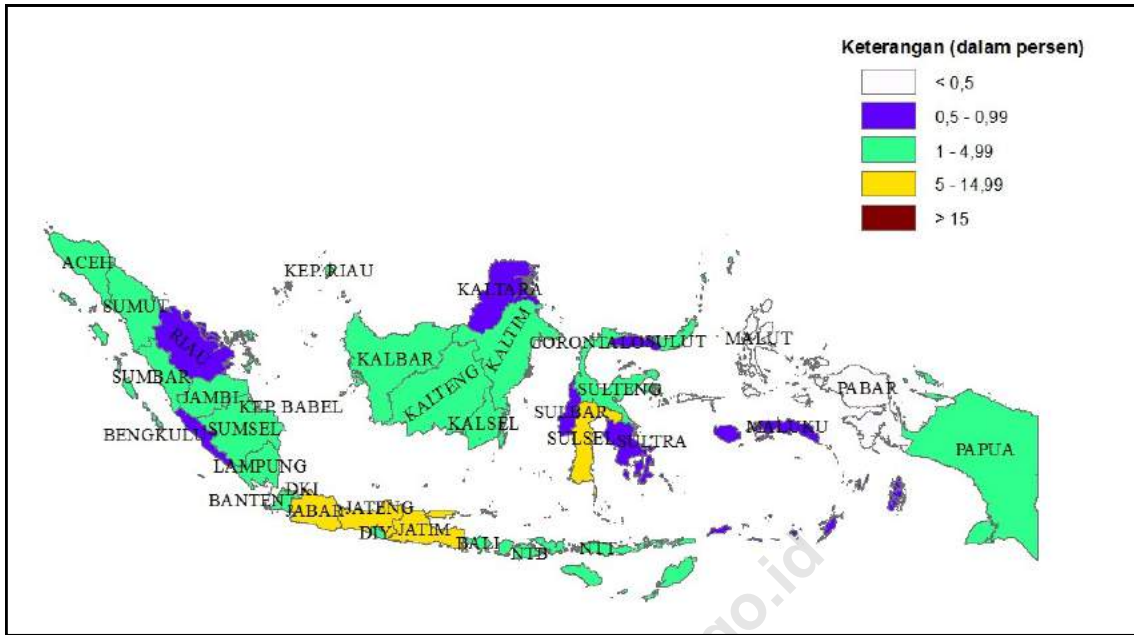 Keterangan (dalam persen)
< 0,5
0,5 - 0,99
1 - 4,99
5 - 14,99
> 15
ACEH
SUMUT
RIAU
KEP. RIAU
SUMBAR
JAMBI
KEP. BABEL
BENGKULU
SUMSEL
LAMPUNG
BANTEN
DKI
JABAR
JATENG
DIY
JATIM
BALI
NTB
NTT
KALBAR
KALTENG
KALSEL
KALTIM
KALTARA
GORONTALO
SULUT
SULTENG
SULBAR
SULSEL
SULTRA
MALUT
MALUKU
PABAR
PAPUA
go.id